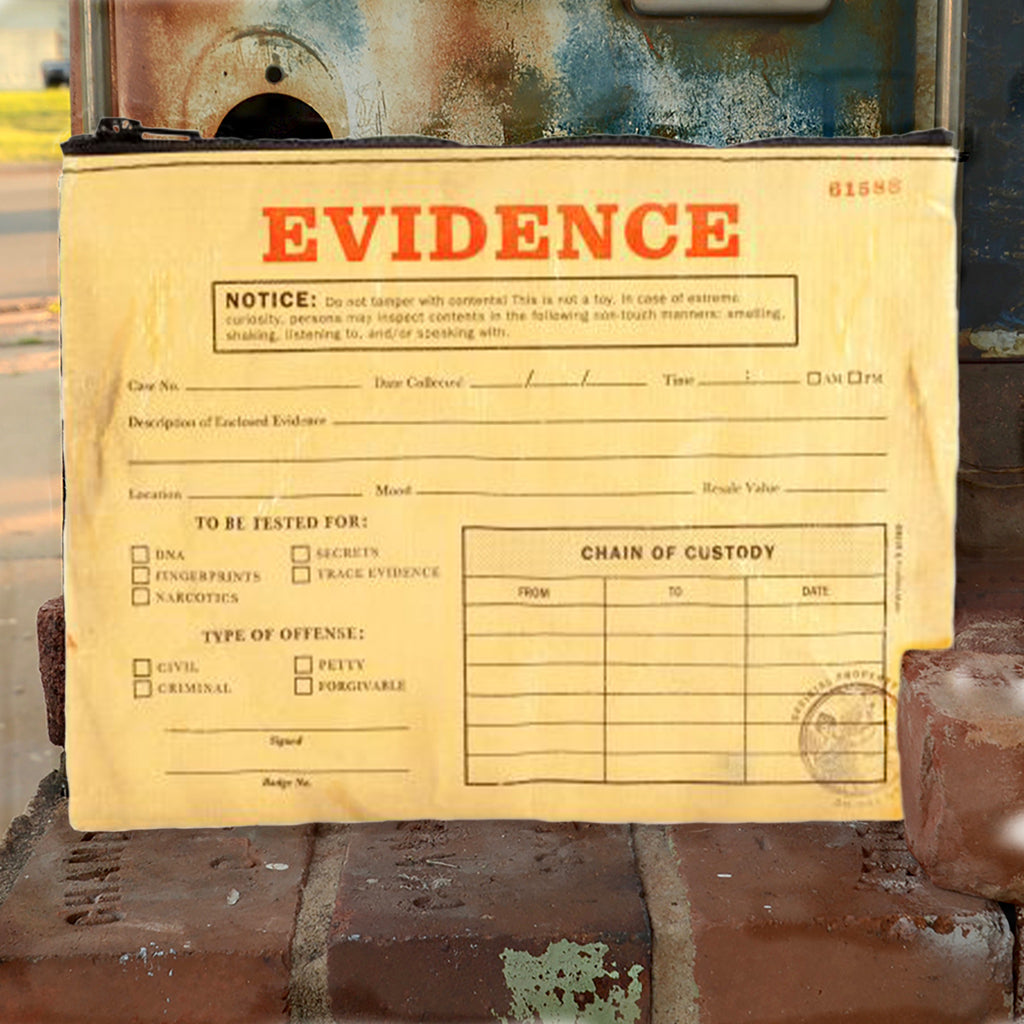 61588
EVIDENCE
NOTICE: Do not tamper with contents! This is not a toy. In case of extreme
curiosity, persons may inspect contents in the following non-touch manners: smelling,
shaking, listening to, and/or speaking with.
Case No. Date Collected / / Time : AM PM
Description of Enclosed Evidence
Location Mood Resale Value
TO BE TESTED FOR:
DNA SECRETS
FINGERPRINTS TRACE EVIDENCE
NARCOTICS
TYPE OF OFFENSE:
CIVIL PETTY
CRIMINAL FORGIVABLE
Signed
Badge No.
CHAIN OF CUSTODY
FROM TO DATE
OFFICIAL PROPERTY